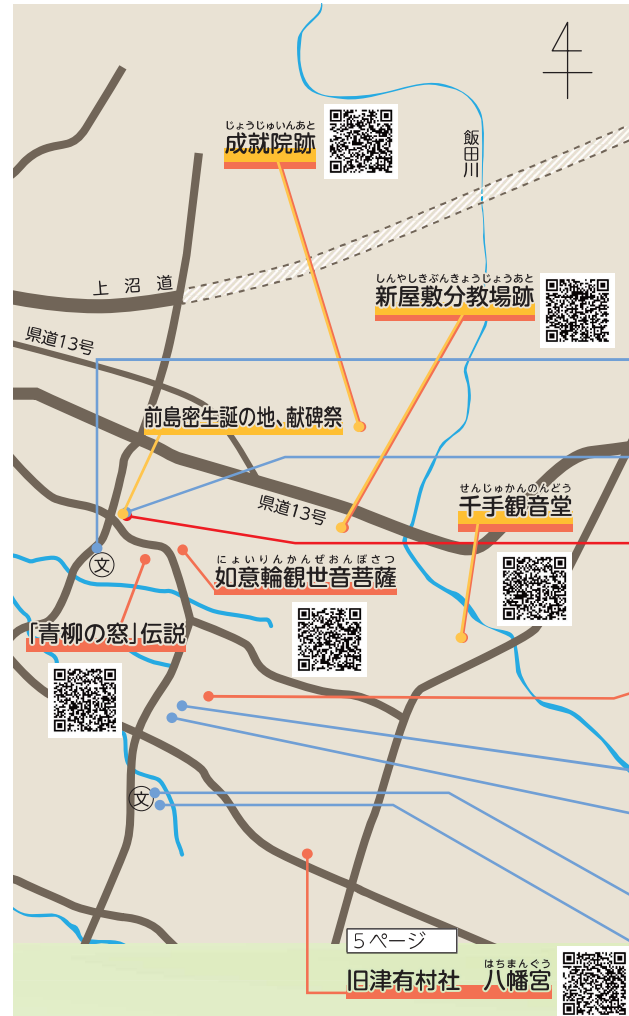 じょうじゅいんあと
成就院跡
飯田川
しんやしきぶんきょうじょうあと
新屋敷分教場跡
上沼道
県道13号
前島密生誕の地、献碑祭
県道13号
せんじゅかんのんどう
千手観音堂
文
にょいりんかんぜおんぼさつ
如意輪観世音菩薩
「青柳の窓」伝説
文
5ページ
はちまんぐう
旧津有村社　八幡宮